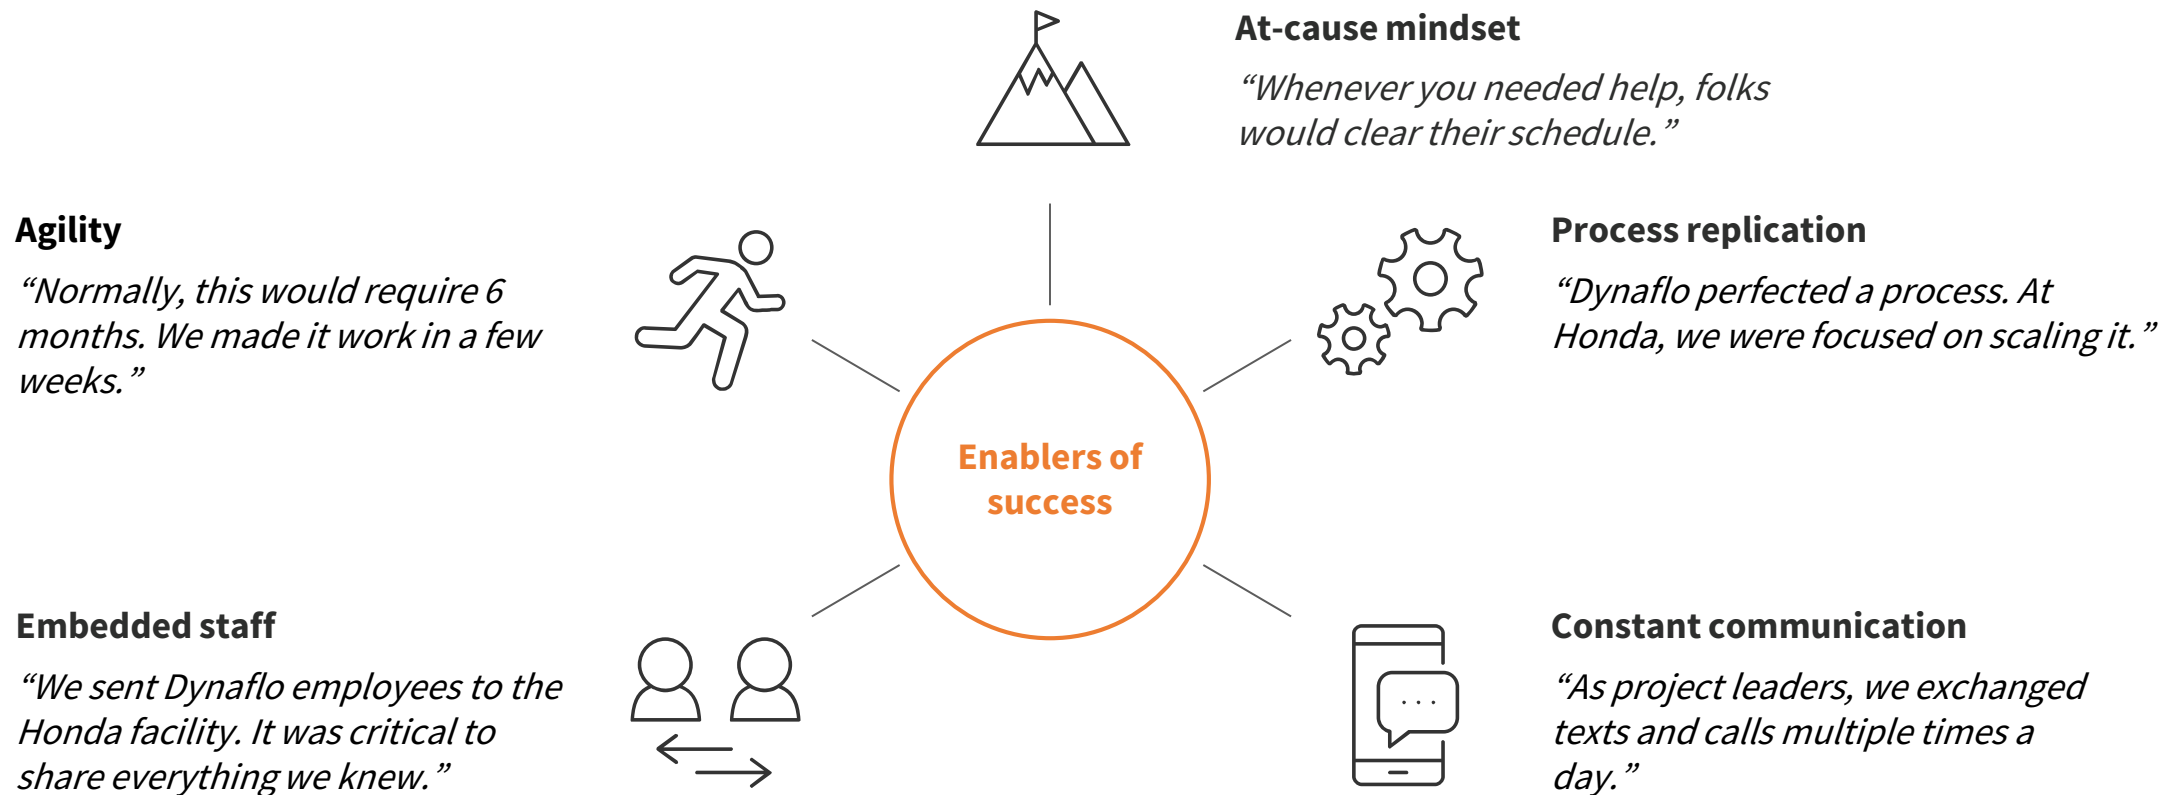 At-cause mindset
“Whenever you needed help, folks
would clear their schedule.”
Agility
“Normally, this would require 6
months. We made it work in a few
weeks.”
Process replication
“Dynaflo perfected a process. At
Honda, we were focused on scaling it.”
Enablers of
success
Embedded staff
“We sent Dynaflo employees to the
Honda facility. It was critical to
share everything we knew.”
Constant communication
“As project leaders, we exchanged
texts and calls multiple times a
day.”